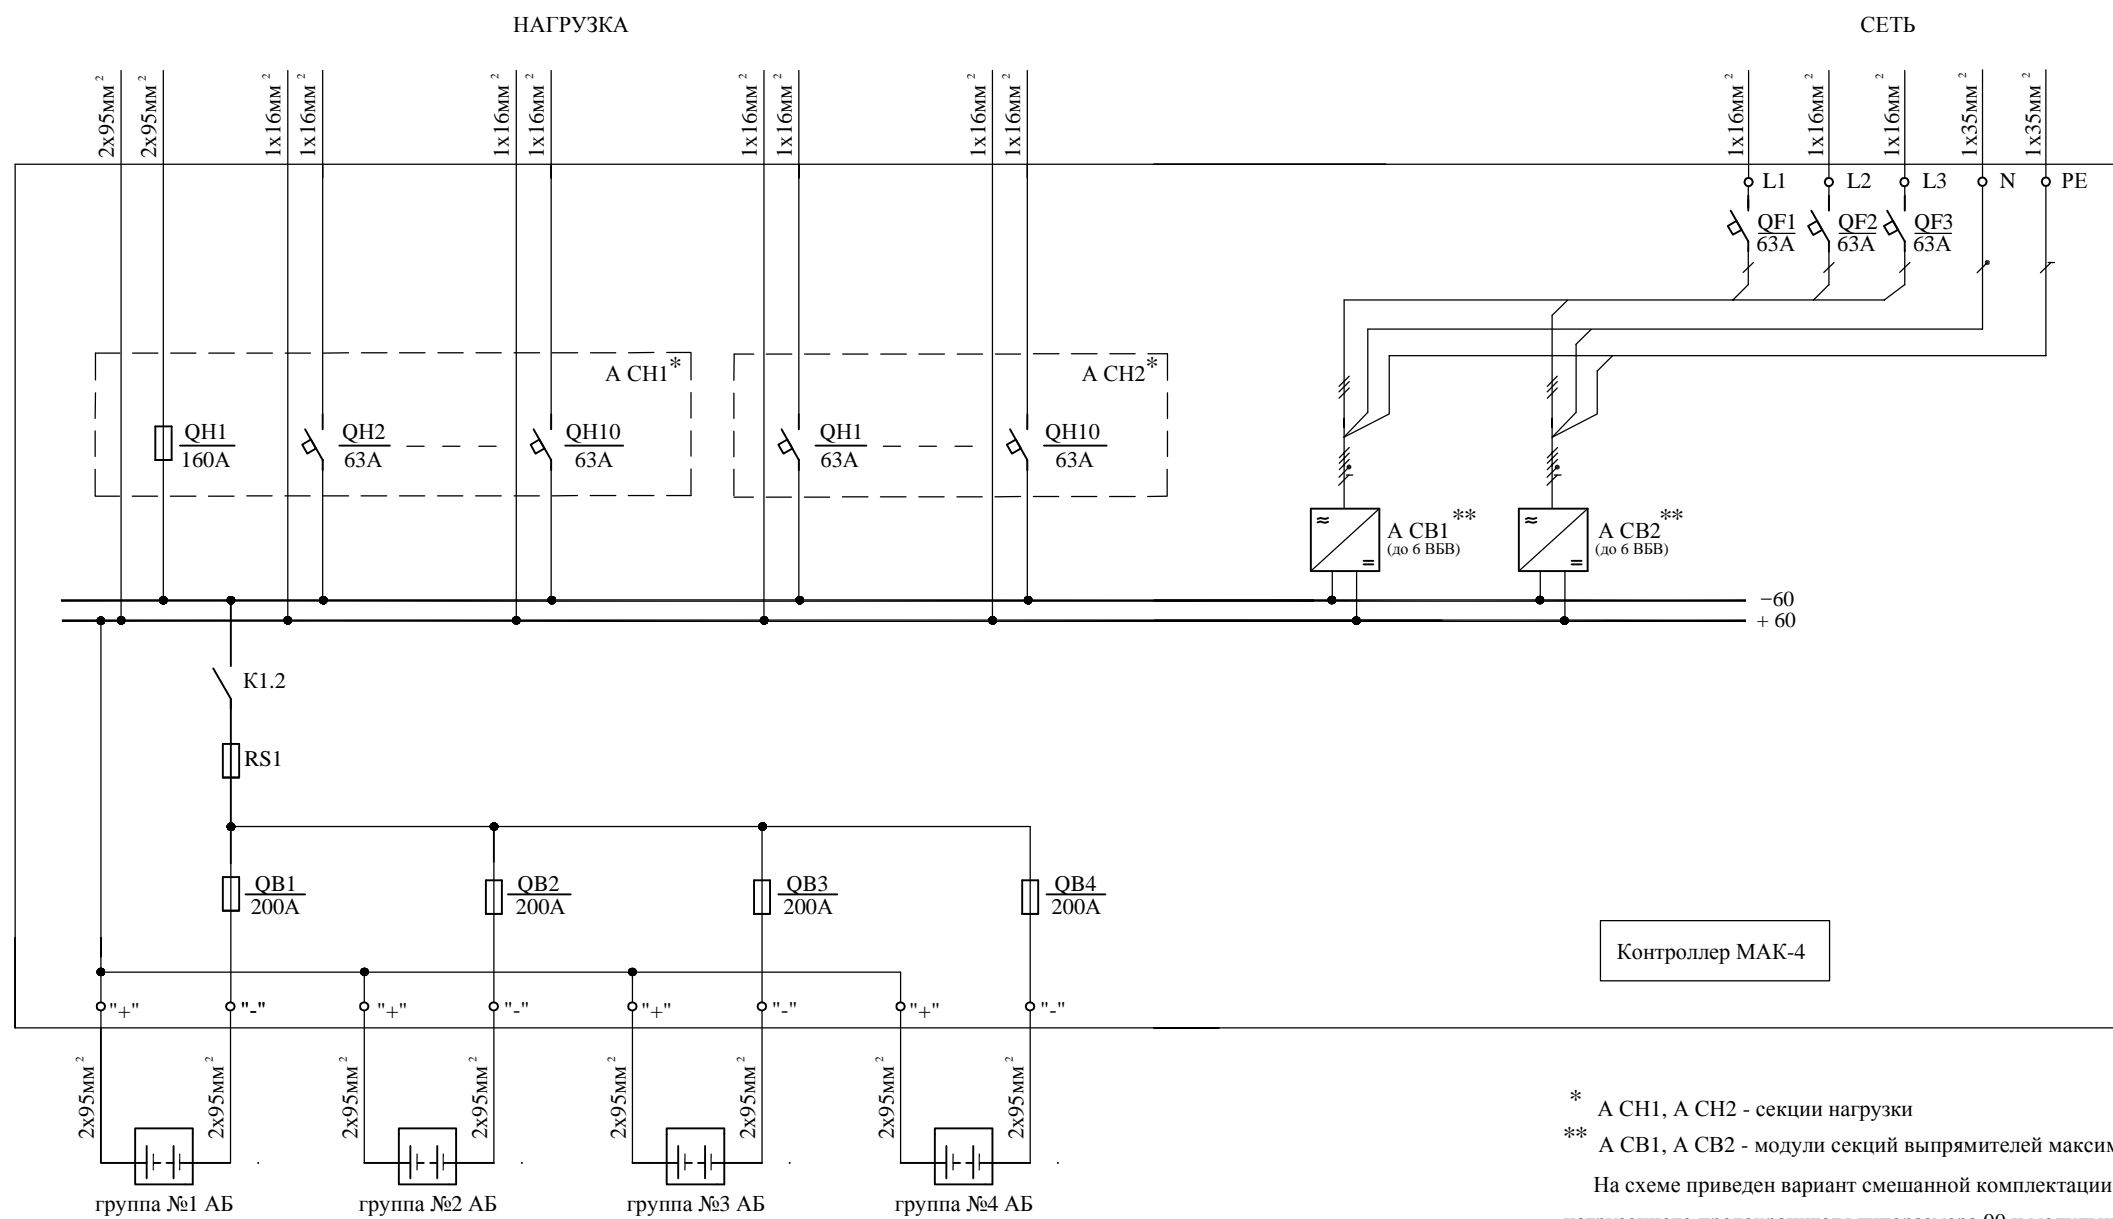 НАГРУЗКА
СЕТЬ
2х95мм²
2х95мм²
1х16мм²
1х16мм²
1х16мм²
1х16мм²
1х16мм²
1х16мм²
1х16мм²
1х16мм²
1х16мм²
1х16мм²
1х16мм²
1х35мм²
1х35мм²
L1
L2
L3
N
PE
QF1
63А
QF2
63А
QF3
63А
А СН1*
А СН2*
QH1
160А
QH2
63А
QH10
63А
QH1
63А
QH10
63А
А СВ1**
(до 6 ВБВ)
А СВ2**
(до 6 ВБВ)
−60
+ 60
К1.2
RS1
QB1
200А
QB2
200А
QB3
200А
QB4
200А
Контроллер МАК-4
"+"
"-"
"+"
"-"
"+"
"-"
"+"
"-"
2х95мм²
2х95мм²
2х95мм²
2х95мм²
2х95мм²
2х95мм²
2х95мм²
2х95мм²
группа №1 АБ
группа №2 АБ
группа №3 АБ
группа №4 АБ
* А СН1, А СН2 - секции нагрузки
** А СВ1, А СВ2 - модули секций выпрямителей
На схеме приведен вариант смешанной комплектации